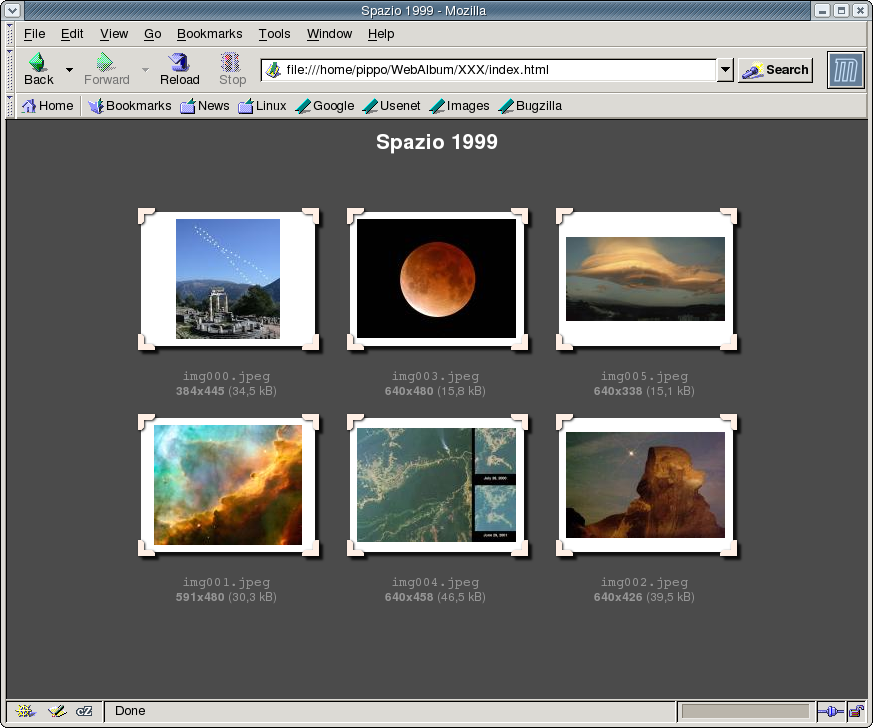 Spazio 1999 - Mozilla
File Edit View Go Bookmarks Tools Window Help
Back Forward Reload Stop file:///home/pippo/WebAlbum/XXX/index.html Search
Home Bookmarks News Linux Google Usenet Images Bugzilla
Spazio 1999
img000.jpeg img003.jpeg img005.jpeg
384x445 (34,5 kB) 640x480 (15,8 kB) 640x338 (15,1 kB)
July 30, 2000
June 29, 2001
img001.jpeg img004.jpeg img002.jpeg
591x480 (30,3 kB) 640x458 (46,5 kB) 640x426 (39,5 kB)
Done